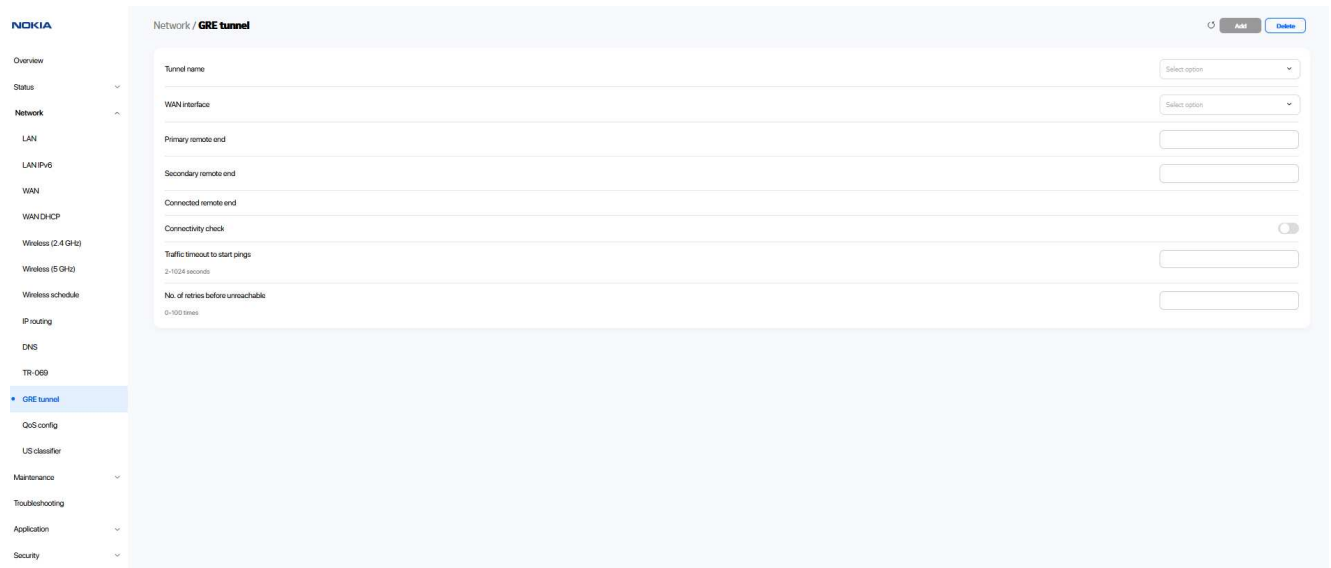 NOKIA
Network / GRE tunnel
Add
Delete
Overview
Status
Network
LAN
LAN IPv6
WAN
WAN DHCP
Wireless (2.4 GHz)
Wireless (5 GHz)
Wireless schedule
IP routing
DNS
TR-069
GRE tunnel
QoS config
US classifier
Maintenance
Troubleshooting
Application
Security
Tunnel name
Select option
WAN interface
Select option
Primary remote end
Secondary remote end
Connected remote end
Connectivity check
Traffic timeout to start pings
2-1024 seconds
No. of retries before unreachable
0-100 times